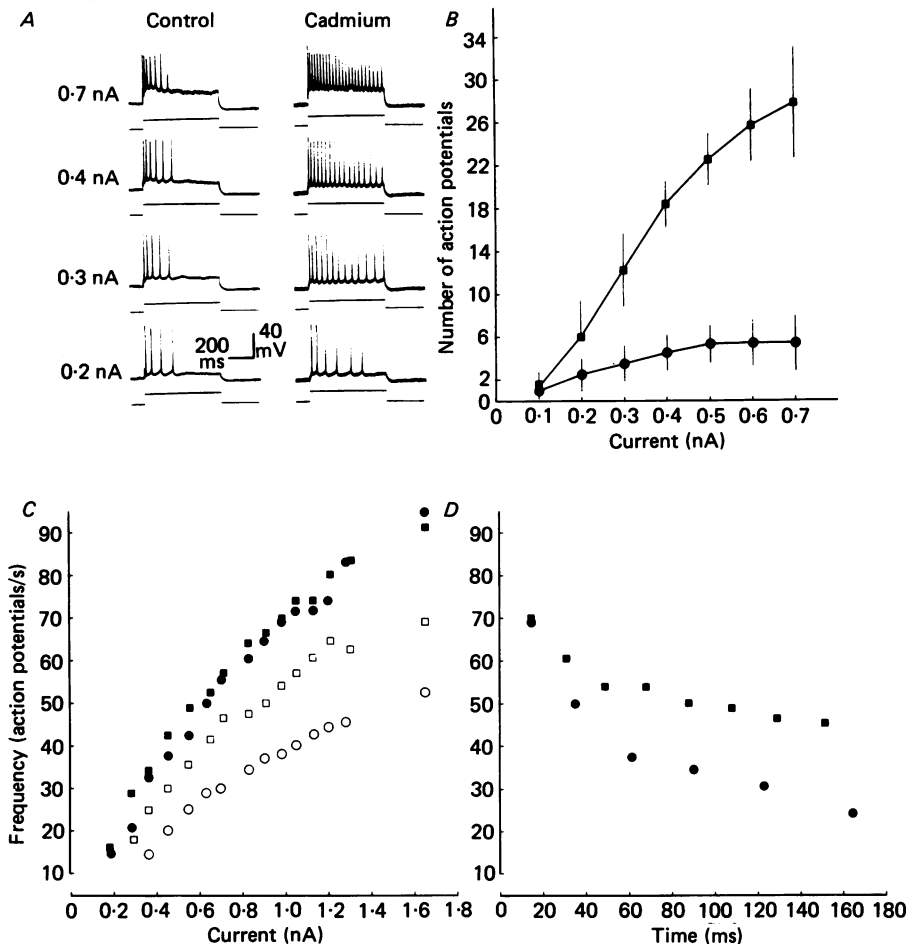 A
Control
Cadmium
0·7 nA
0·4 nA
0·3 nA
0·2 nA
200
ms
40
mV
B
Number of action potentials
34
30
26
22
18
14
10
6
2
0
0 0·1 0·2 0·3 0·4 0·5 0·6 0·7
Current (nA)
C
Frequency (action potentials/s)
90
80
70
60
50
40
30
20
10
0 0·2 0·4 0·6 0·8 1·0 1·2 1·4 1·6 1·8
Current (nA)
D
90
80
70
60
50
40
30
20
10
0 20 40 60 80 100 120 140 160 180
Time (ms)